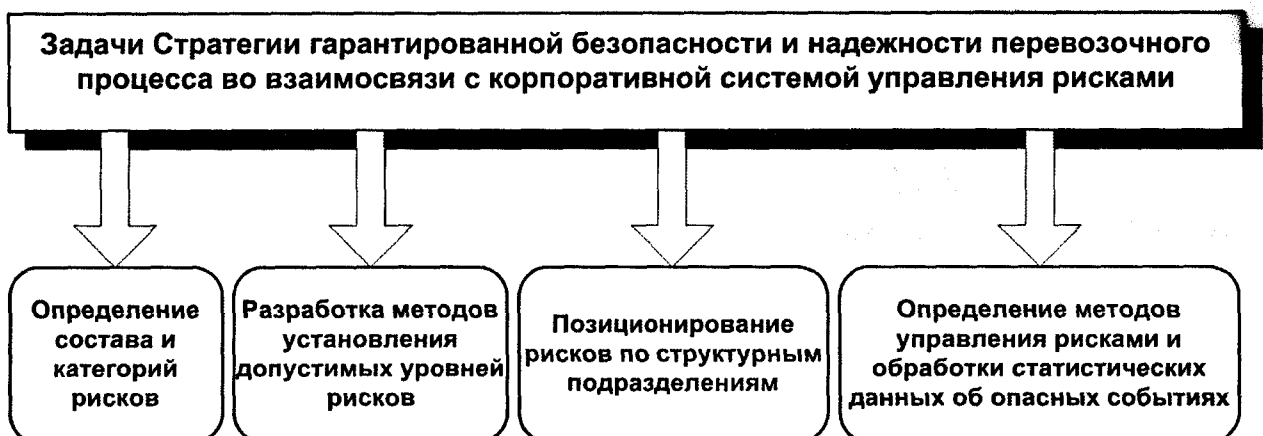 Задачи Стратегии гарантированной безопасности и надежности перевозочного
процесса во взаимосвязи с корпоративной системой управления рисками
Определение
состава и
категорий
рисков
Разработка методов
установления
допустимых уровней
рисков
Позиционирование
рисков по структурным
подразделениям
Определение методов
управления рисками и
обработки статистических
данных об опасных событиях